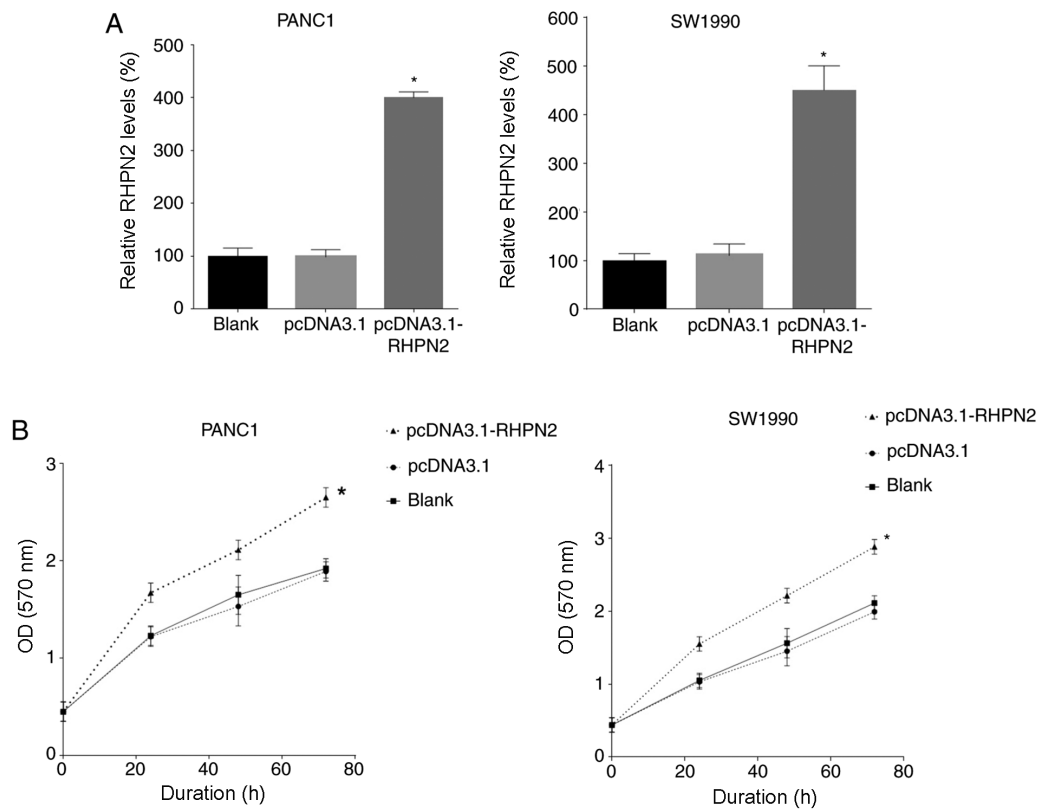 A
PANC1
Relative RHPN2 levels (%)
500
400
300
200
100
0
*
Blank
pcDNA3.1
pcDNA3.1-
RHPN2
SW1990
Relative RHPN2 levels (%)
600
500
400
300
200
100
0
*
Blank
pcDNA3.1
pcDNA3.1-
RHPN2
B
PANC1
OD (570 nm)
3
2
1
0
*
0 20 40 60 80
Duration (h)
pcDNA3.1-RHPN2
pcDNA3.1
Blank
SW1990
OD (570 nm)
4
3
2
1
0
*
0 20 40 60 80
Duration (h)
pcDNA3.1-RHPN2
pcDNA3.1
Blank